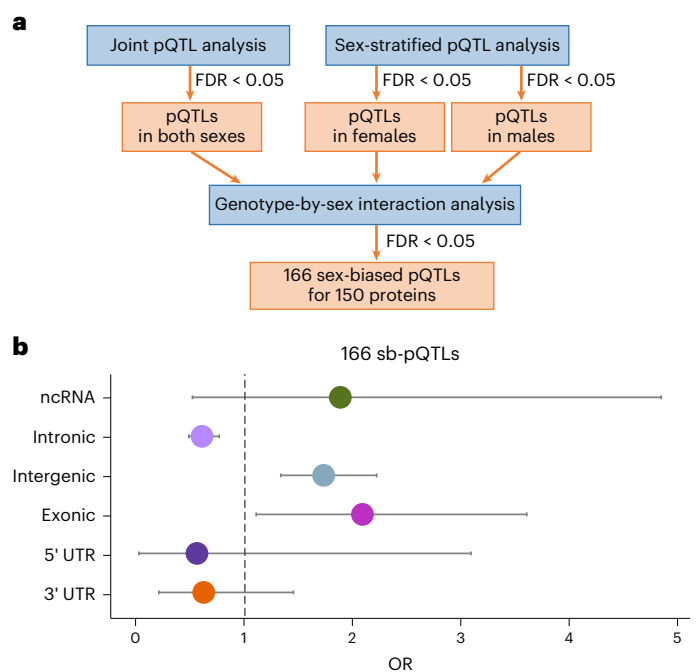 a
Joint pQTL analysis
Sex-stratified pQTL analysis
FDR < 0.05
FDR < 0.05
FDR < 0.05
pQTLs
in both sexes
pQTLs
in females
pQTLs
in males
Genotype-by-sex interaction analysis
FDR < 0.05
166 sex-biased pQTLs
for 150 proteins
b
166 sb-pQTLs
ncRNA
Intronic
Intergenic
Exonic
5' UTR
3' UTR
0
1
2
3
4
5
OR